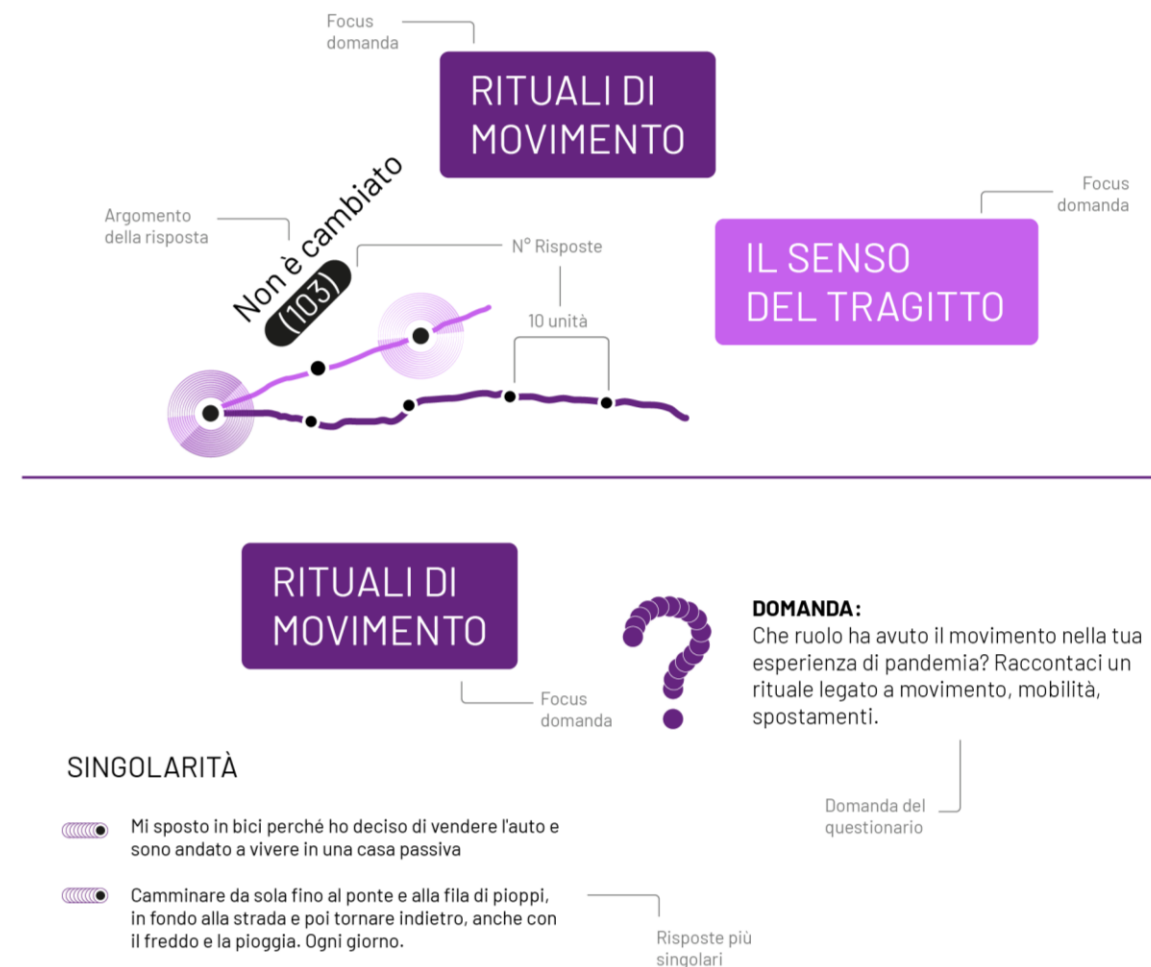 Focus
domanda
RITUALI DI
MOVIMENTO
Focus
domanda
Argomento
della risposta
Non è cambiato
(103)
N° Risposte
IL SENSO
DEL TRAGITTO
10 unità
RITUALI DI
MOVIMENTO
Focus
domanda
?
DOMANDA:
Che ruolo ha avuto il movimento nella tua
esperienza di pandemia? Raccontaci un
rituale legato a movimento, mobilità,
spostamenti.
Domanda del
questionario
SINGOLARITÀ
Mi sposto in bici perché ho deciso di vendere l'auto e
sono andato a vivere in una casa passiva
Camminare da sola fino al ponte e alla fila di pioppi,
in fondo alla strada e poi tornare indietro, anche con
il freddo e la pioggia. Ogni giorno.
Risposte più
singolari